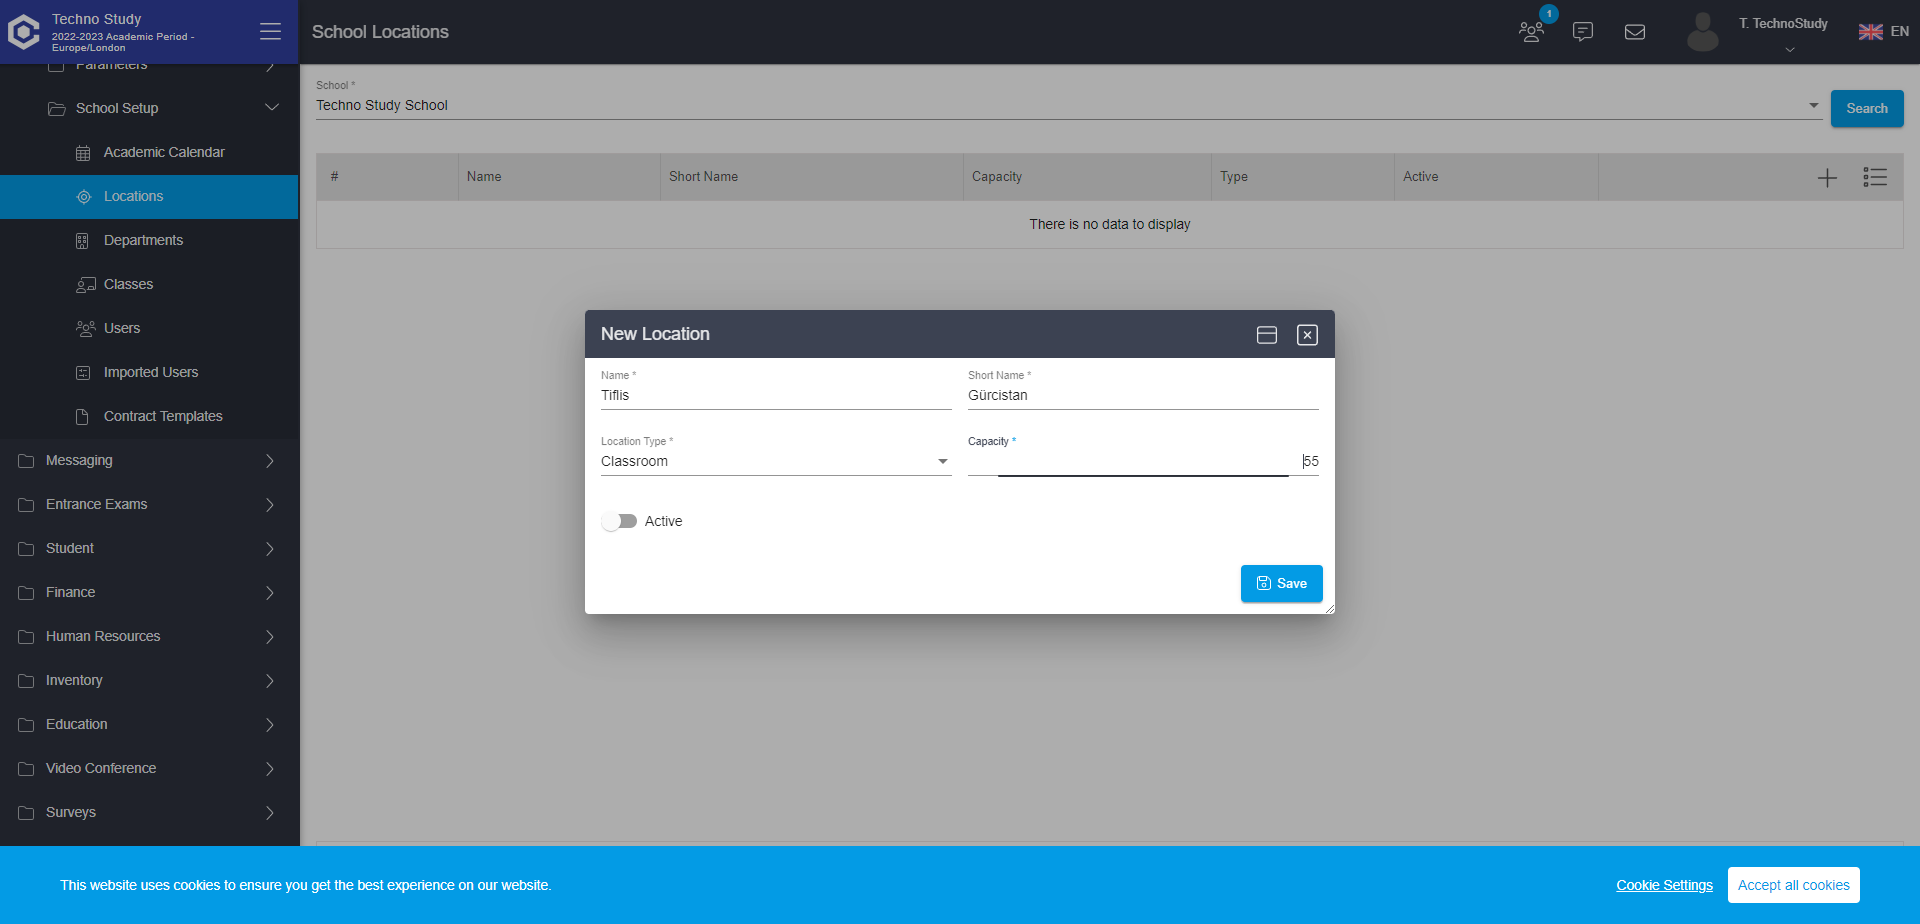 Techno Study
2022-2023 Academic Period -
Europe/London
School Locations
1
T. TechnoStudy
EN
Parameters
School Setup
Academic Calendar
Locations
Departments
Classes
Users
Imported Users
Contract Templates
Messaging
Entrance Exams
Student
Finance
Human Resources
Inventory
Education
Video Conference
Surveys
School *
Techno Study School
Search
# Name Short Name Capacity Type Active
There is no data to display
New Location
Name * Short Name *
Tiflis Gürcistan
Location Type * Capacity *
Classroom 55
Active
Save
This website uses cookies to ensure you get the best experience on our website.
Cookie Settings Accept all cookies